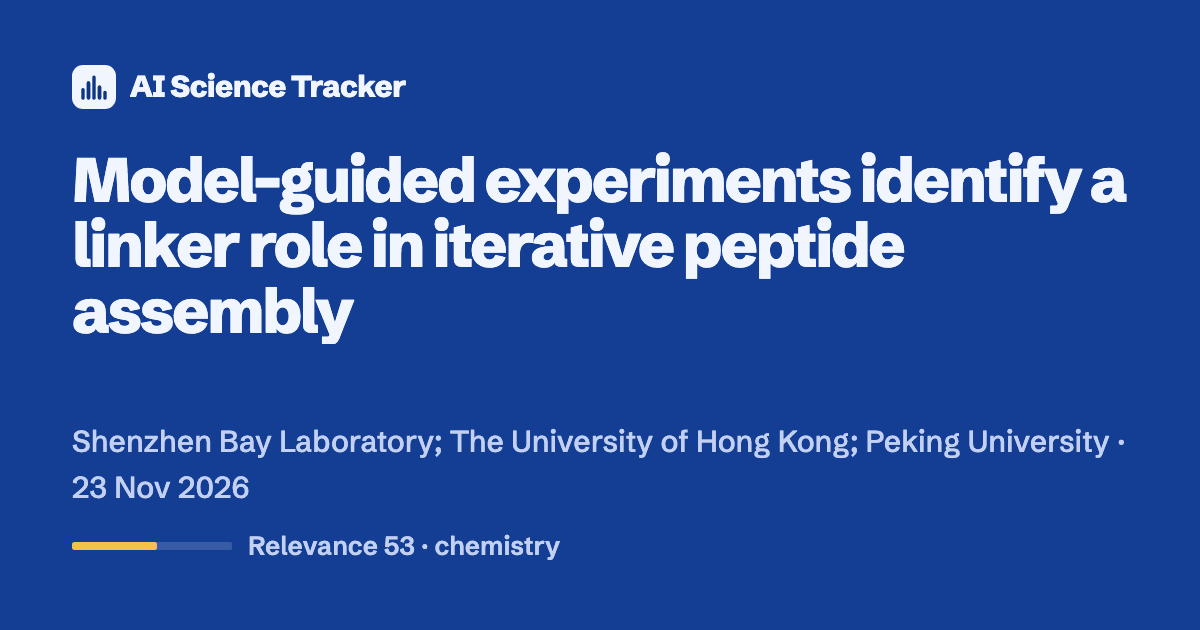 AI Science Tracker
Model-guided experiments identify a
linker role in iterative peptide
assembly
Shenzhen Bay Laboratory; The University of Hong Kong; Peking University ·
23 Nov 2026
Relevance 53 · chemistry